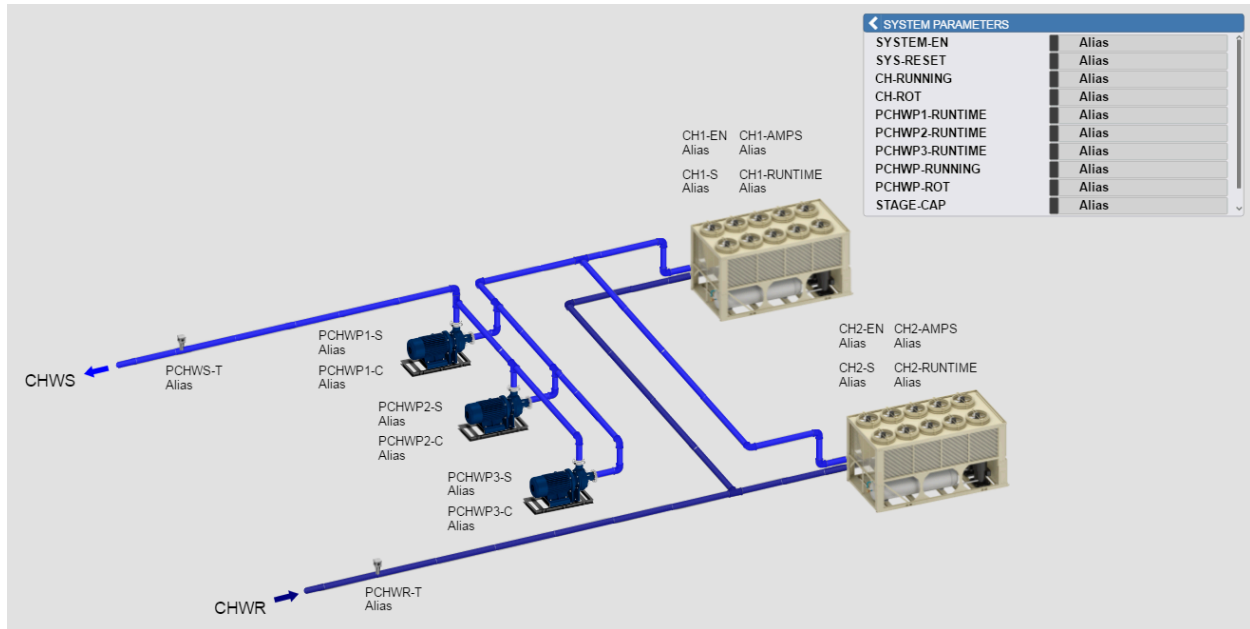 SYSTEM PARAMETERS
SYSTEM-EN Alias
SYS-RESET Alias
CH-RUNNING Alias
CH-ROT Alias
PCHWP1-RUNTIME Alias
PCHWP2-RUNTIME Alias
PCHWP3-RUNTIME Alias
PCHWP-RUNNING Alias
PCHWP-ROT Alias
STAGE-CAP Alias
CH1-EN CH1-AMPS
Alias Alias
CH1-S CH1-RUNTIME
Alias Alias
CH2-EN CH2-AMPS
Alias Alias
CH2-S CH2-RUNTIME
Alias Alias
PCHWP1-S
Alias
PCHWP1-C
Alias
CHWS
PCHWS-T
Alias
PCHWP2-S
Alias
PCHWP2-C
Alias
PCHWP3-S
Alias
PCHWP3-C
Alias
CHWR
PCHWR-T
Alias